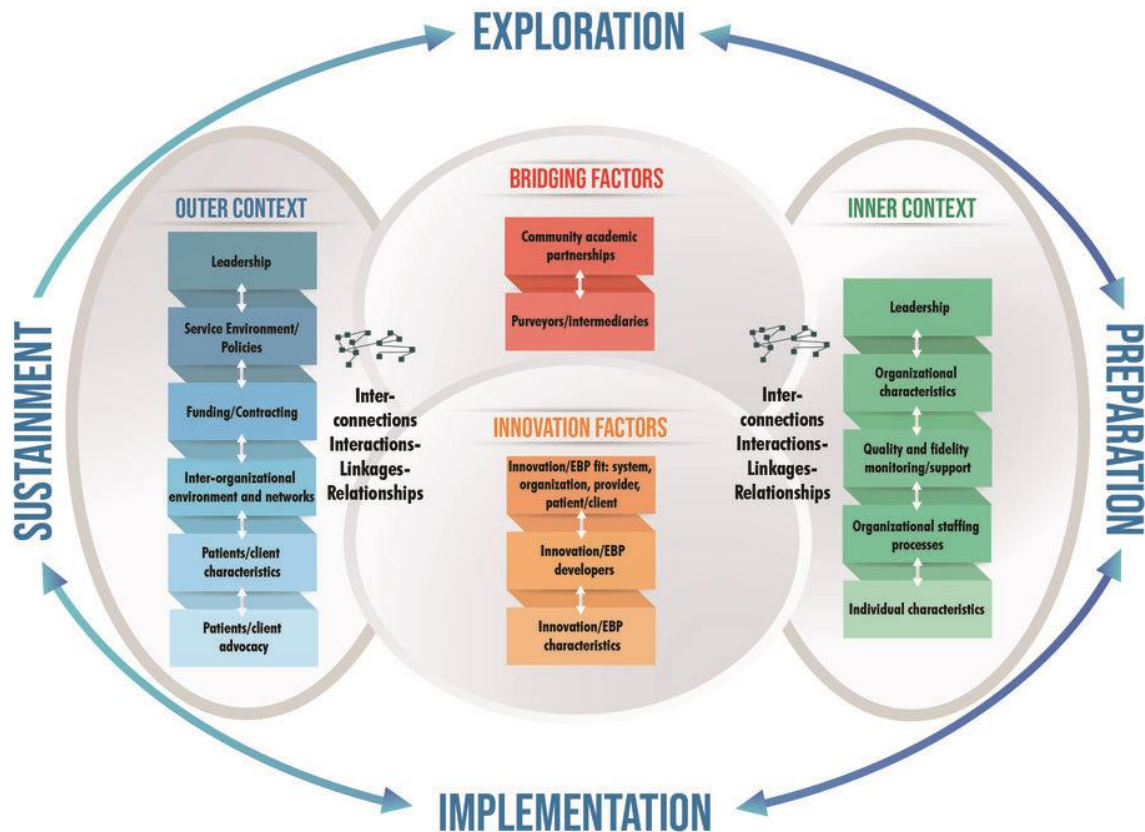 EXPLORATION
SUSTAINMENT
OUTER CONTEXT
Leadership
Service Environment/
Policies
Funding/Contracting
Inter-organizational
environment and networks
Patients/client
characteristics
Patients/client
advocacy
Inter-
connections
Interactions-
Linkages-
Relationships
BRIDGING FACTORS
Community academic
partnerships
Purveyors/intermediaries
INNOVATION FACTORS
Innovation/EBP fit: system,
organization, provider,
patient/client
Innovation/EBP
developers
Innovation/EBP
characteristics
Inter-
connections
Interactions-
Linkages-
Relationships
INNER CONTEXT
Leadership
Organizational
characteristics
Quality and fidelity
monitoring/support
Organizational staffing
processes
Individual characteristics
PREPARATION
IMPLEMENTATION